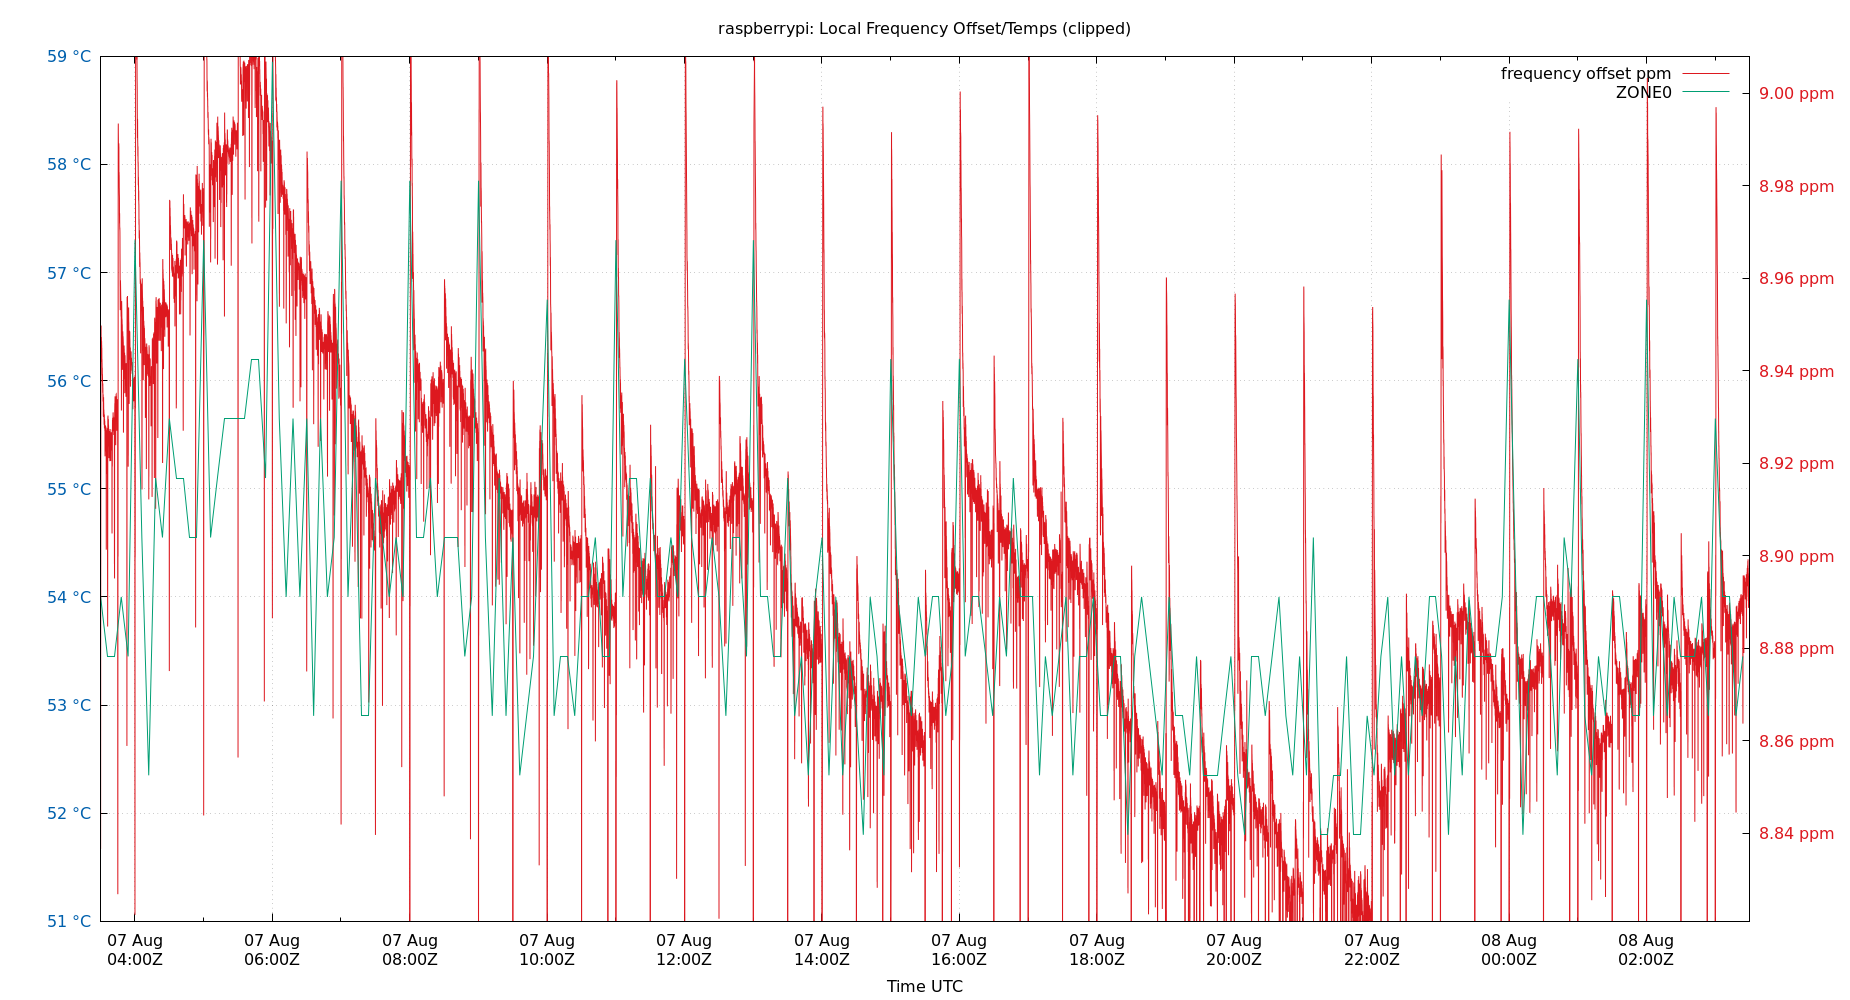 raspberrypi: Local Frequency Offset/Temps (clipped)
59 °C
58 °C
57 °C
56 °C
55 °C
54 °C
53 °C
52 °C
51 °C
frequency offset ppm
ZONE0
9.00 ppm
8.98 ppm
8.96 ppm
8.94 ppm
8.92 ppm
8.90 ppm
8.88 ppm
8.86 ppm
8.84 ppm
07 Aug
04:00Z
07 Aug
06:00Z
07 Aug
08:00Z
07 Aug
10:00Z
07 Aug
12:00Z
07 Aug
14:00Z
07 Aug
16:00Z
07 Aug
18:00Z
07 Aug
20:00Z
07 Aug
22:00Z
08 Aug
00:00Z
08 Aug
02:00Z
Time UTC